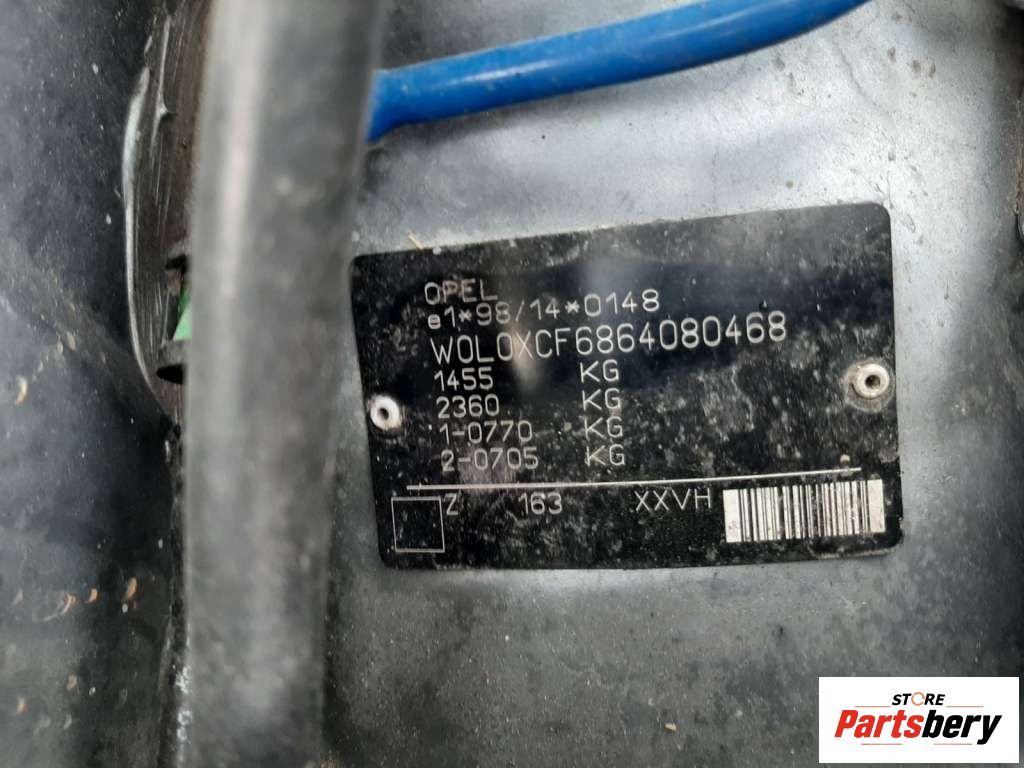 OPEL
e1*98/14*0148
W0L0XCF6864080468
1455 KG
2360 KG
1-0770 KG
2-0705 KG
Z 163 XXVH
STORE
Partsbery